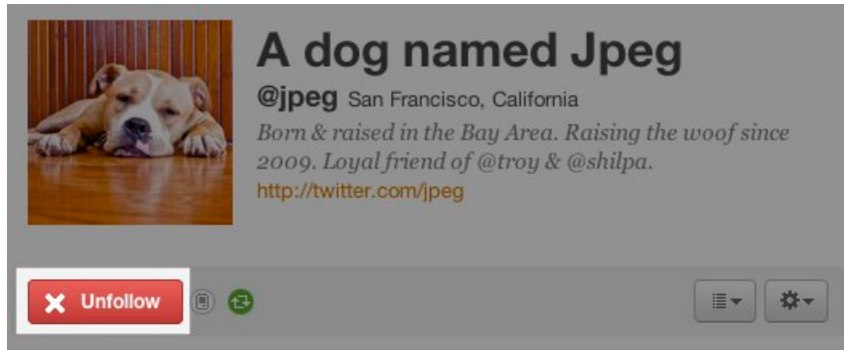 A dog named Jpeg
@jpeg San Francisco, California
Born & raised in the Bay Area. Raising the woof since
2009. Loyal friend of @troy & @shilpa.
http://twitter.com/jpeg
Unfollow